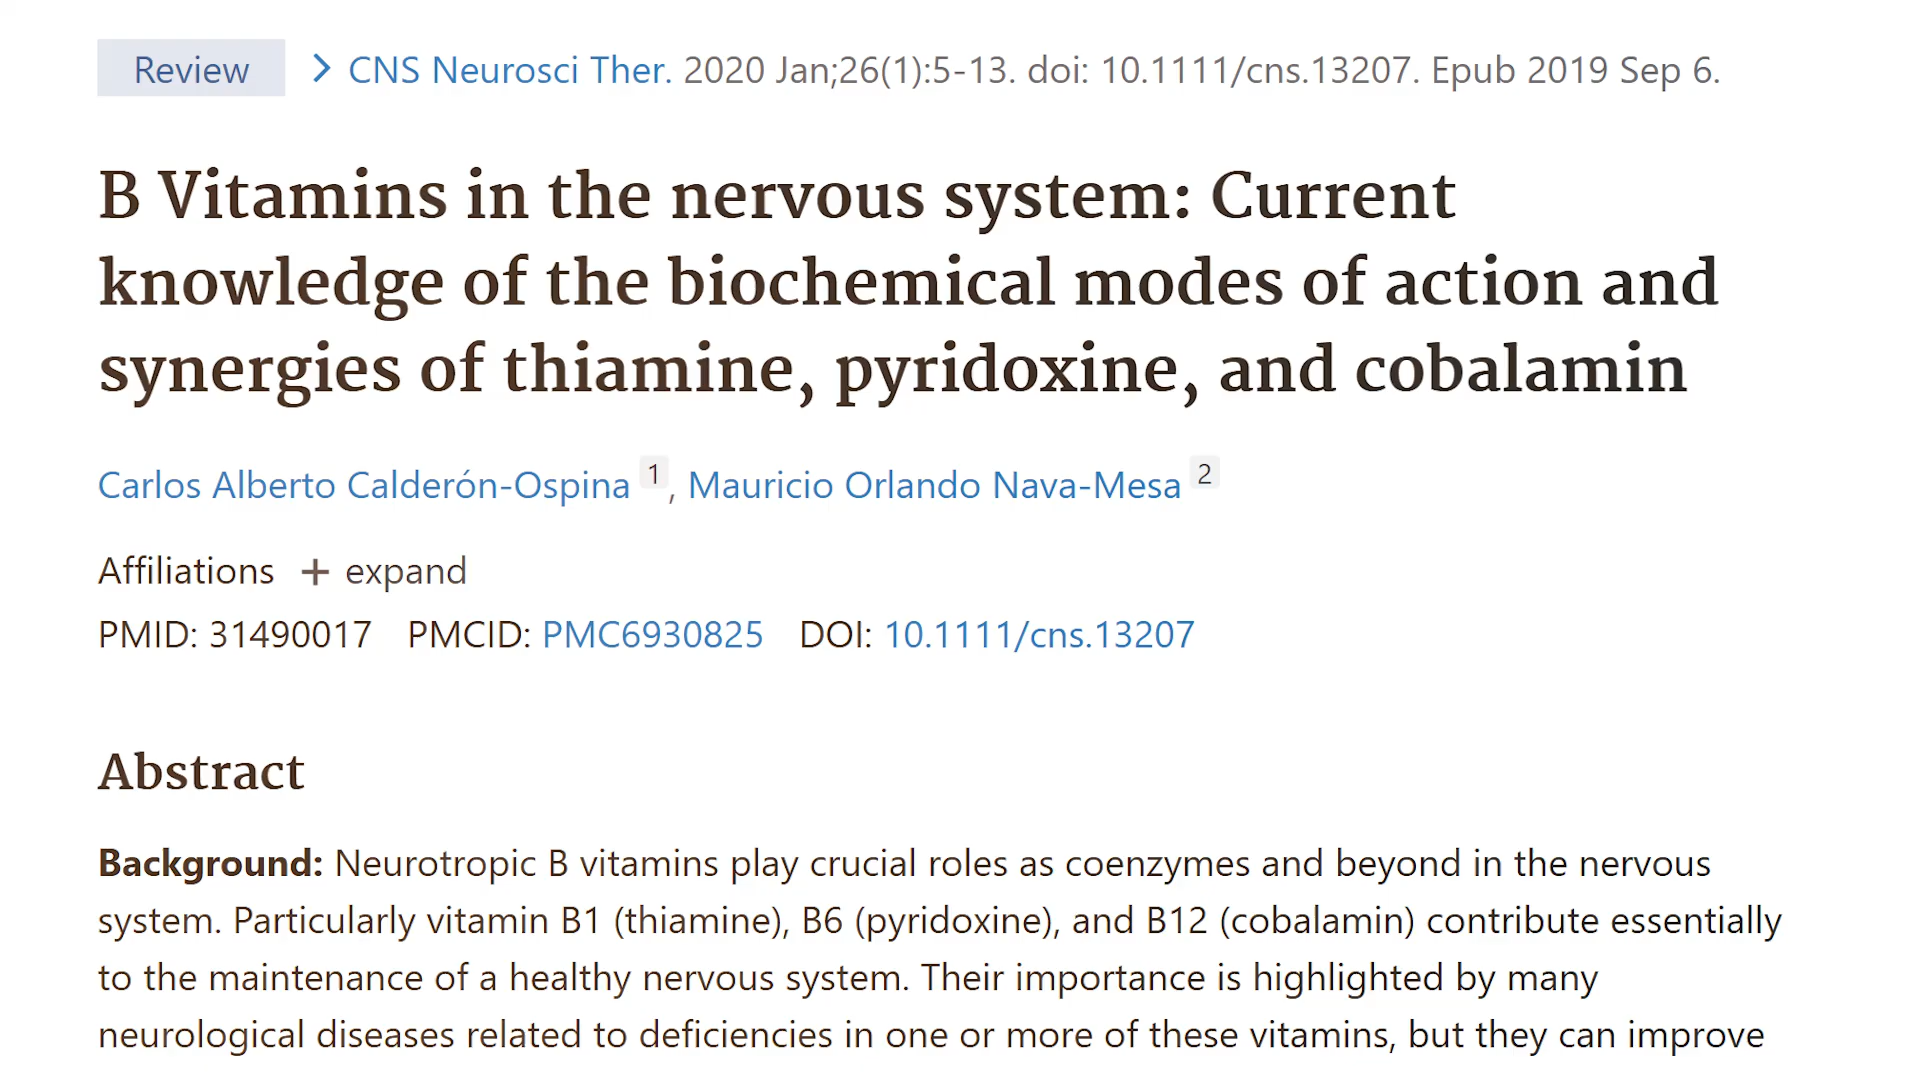 Review > CNS Neurosci Ther. 2020 Jan;26(1):5-13. doi: 10.1111/cns.13207. Epub 2019 Sep 6.
B Vitamins in the nervous system: Current
knowledge of the biochemical modes of action and
synergies of thiamine, pyridoxine, and cobalamin
Carlos Alberto Calderón-Ospina 1, Mauricio Orlando Nava-Mesa 2
Affiliations + expand
PMID: 31490017 PMCID: PMC6930825 DOI: 10.1111/cns.13207
Abstract
Background: Neurotropic B vitamins play crucial roles as coenzymes and beyond in the nervous
system. Particularly vitamin B1 (thiamine), B6 (pyridoxine), and B12 (cobalamin) contribute essentially
to the maintenance of a healthy nervous system. Their importance is highlighted by many
neurological diseases related to deficiencies in one or more of these vitamins, but they can improve